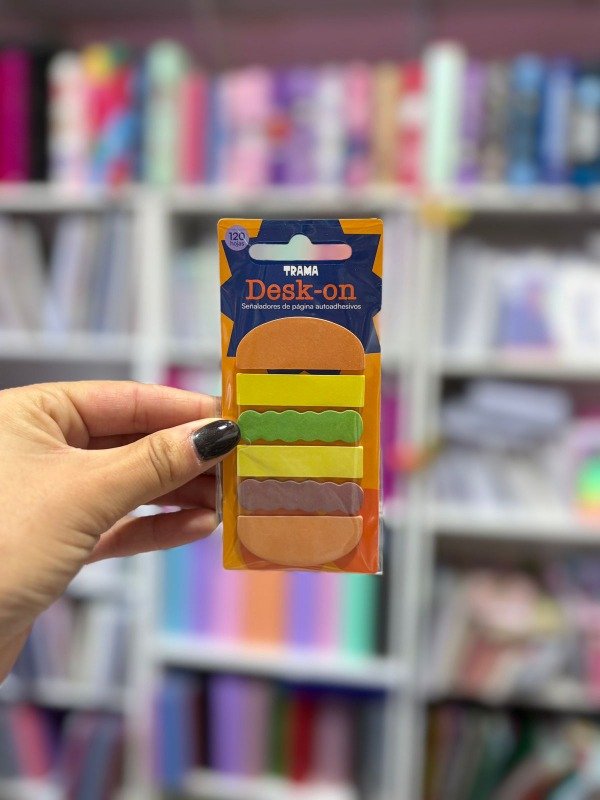 120
hojas
TRAMA
Desk-on
Señaladores de página autoadhesivos